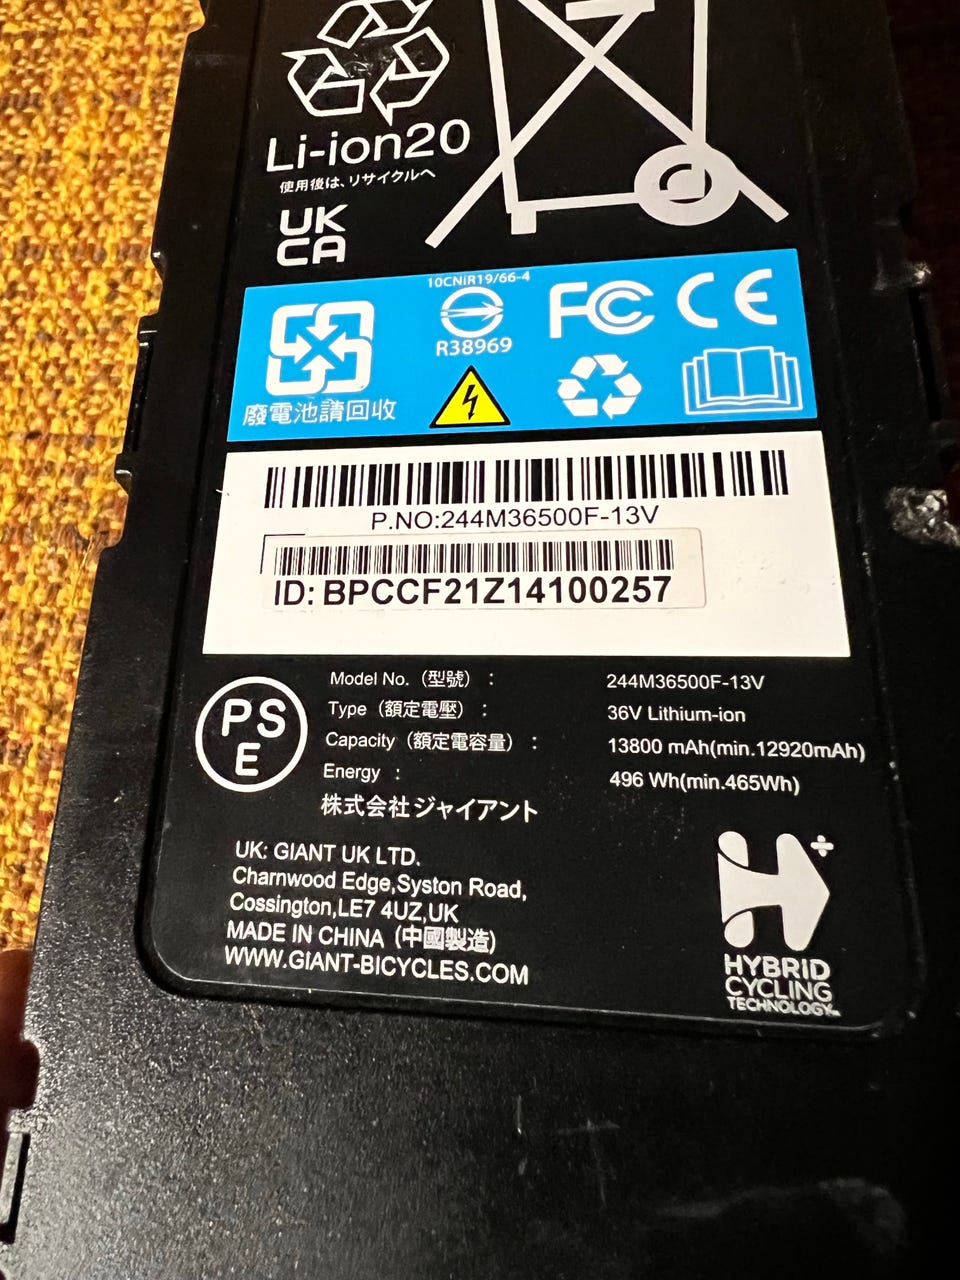 Li-ion20
使用後は、リサイクルへ
UK
CA
10CNiR19/66-4
R38969
FC CE
廢電池請回收
P.NO:244M36500F-13V
ID: BPCCF21Z14100257
PS
E
Model No.（型號）： 244M36500F-13V
Type（額定電壓）： 36V Lithium-ion
Capacity（額定電容量）： 13800 mAh(min.12920mAh)
Energy ： 496 Wh(min.465Wh)
株式会社ジャイアント
UK: GIANT UK LTD.
Charnwood Edge,Syston Road,
Cossington,LE7 4UZ,UK
MADE IN CHINA（中國製造）
WWW.GIANT-BICYCLES.COM
H+
HYBRID
CYCLING
TECHNOLOGY